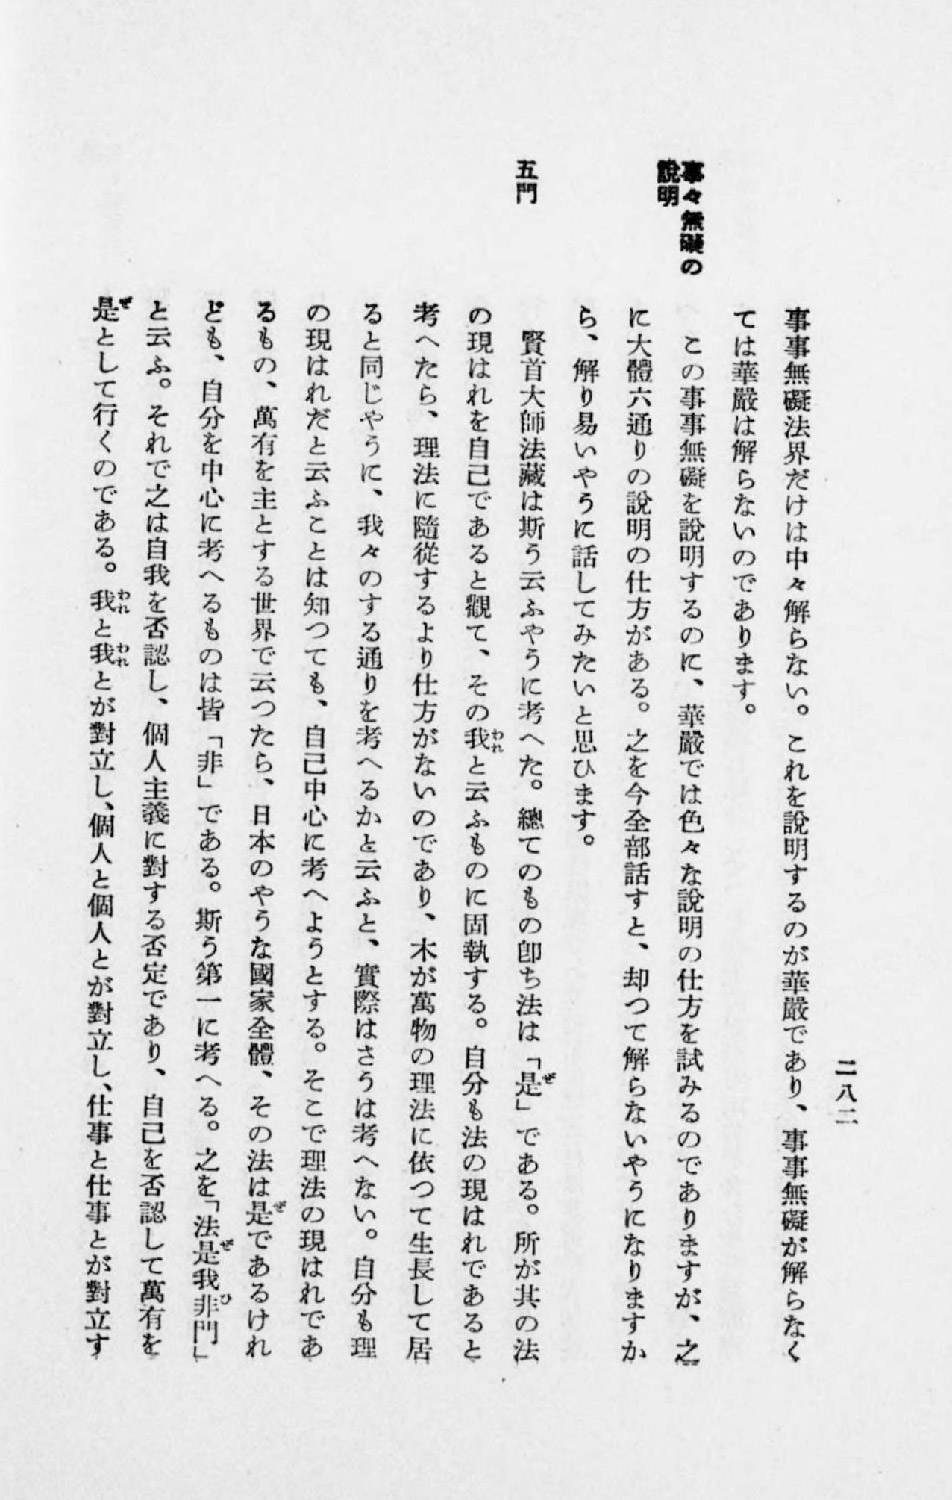 二八二
事々無礙の
說明
五門
事事無礙法界だけは中々解らない。これを說明するのが華嚴であり、事事無礙が解らなく
ては華嚴は解らないのであります。
この事事無礙を說明するのに、華嚴では色々な說明の仕方を試みるのでありますが、之
に大體六通りの說明の仕方がある。之を今全部話すと、却つて解らないやうになりますか
ら、解り易いやうに話してみたいと思ひます。
賢首大師法藏は斯う云ふやうに考へた。總てのもの卽ち法は「是」である。所が其の法
の現はれを自己であると觀て、その我と云ふものに固執する。自分も法の現はれであると
考へたら、理法に隨從するより仕方がないのであり、木が萬物の理法に依つて生長して居
ると同じやうに、我々のする通りを考へるかと云ふと、實際はさうは考へない。自分も理
の現はれだと云ふことは知つても、自己中心に考へようとする。そこで理法の現はれであ
るもの、萬有を主とする世界で云つたら、日本のやうな國家全體、その法は是であるけれ
ども、自分を中心に考へるものは皆「非」である。斯う第一に考へる。之を「法是我非門」
と云ふ。それで之は自我を否認し、個人主義に對する否定であり、自己を否認して萬有を
是として行くのである。我と我とが對立し、個人と個人とが對立し、仕事と仕事とが對立す